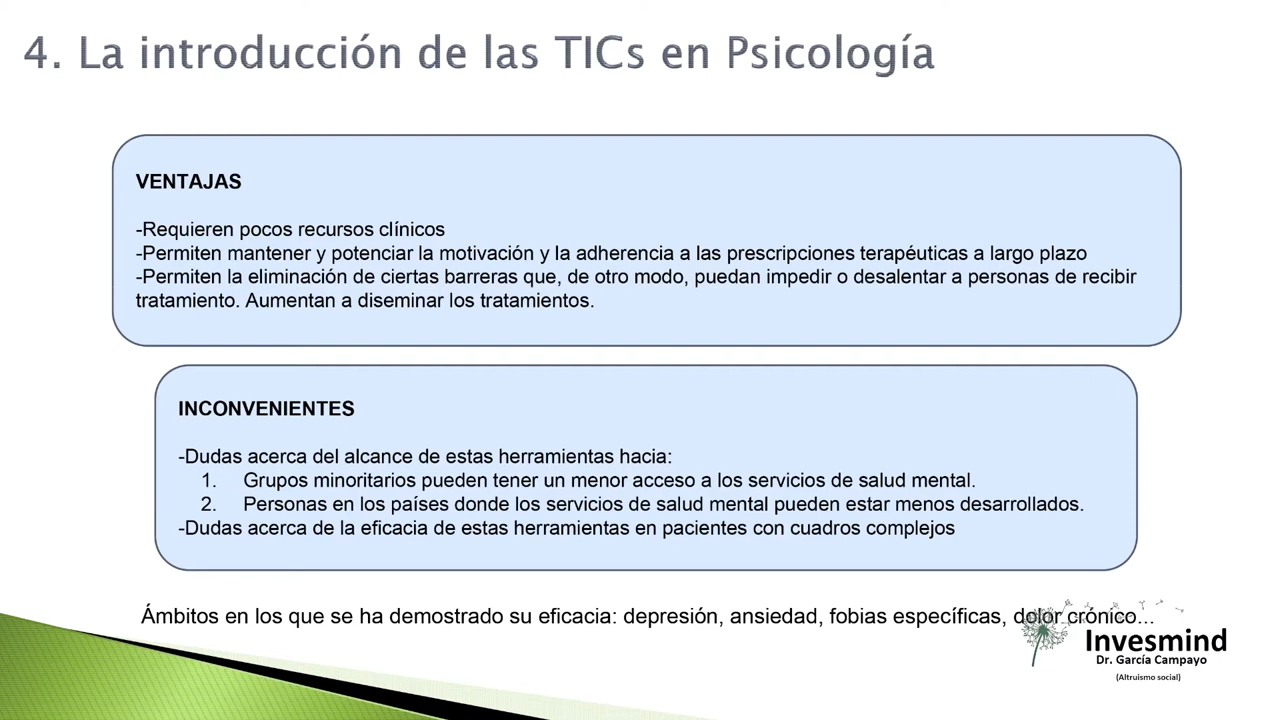 4. La introducción de las TICs en Psicología
VENTAJAS
-Requieren pocos recursos clínicos
-Permiten mantener y potenciar la motivación y la adherencia a las prescripciones terapéuticas a largo plazo
-Permiten la eliminación de ciertas barreras que, de otro modo, puedan impedir o desalentar a personas de recibir
tratamiento. Aumentan a diseminar los tratamientos.
INCONVENIENTES
-Dudas acerca del alcance de estas herramientas hacia:
1. Grupos minoritarios pueden tener un menor acceso a los servicios de salud mental.
2. Personas en los países donde los servicios de salud mental pueden estar menos desarrollados.
-Dudas acerca de la eficacia de estas herramientas en pacientes con cuadros complejos
Ámbitos en los que se ha demostrado su eficacia: depresión, ansiedad, fobias específicas, dolor crónico...
Invesmind
Dr. García Campayo
(Altruismo social)